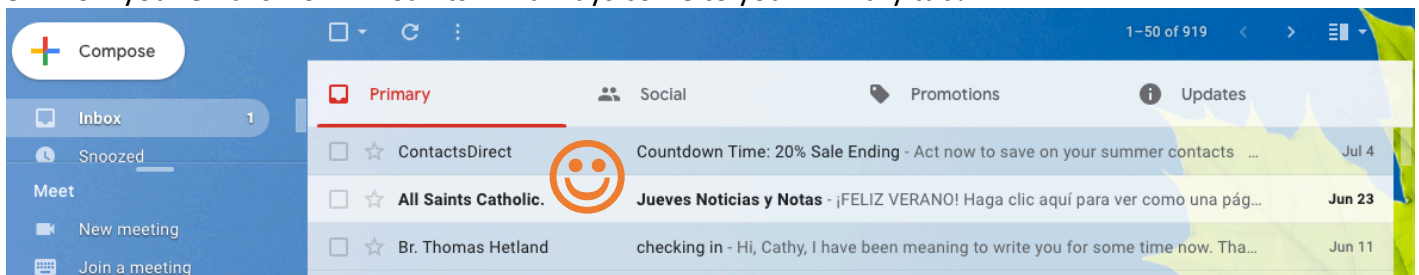 Compose
1–50 of 919
Primary Social Promotions Updates
Inbox 1
Snoozed
ContactsDirect Countdown Time: 20% Sale Ending - Act now to save on your summer contacts ... Jul 4
Meet
All Saints Catholic. Jueves Noticias y Notas - ¡FELIZ VERANO! Haga clic aquí para ver como una pág... Jun 23
New meeting
Br. Thomas Hetland checking in - Hi, Cathy, I have been meaning to write you for some time now. Tha... Jun 11
Join a meeting